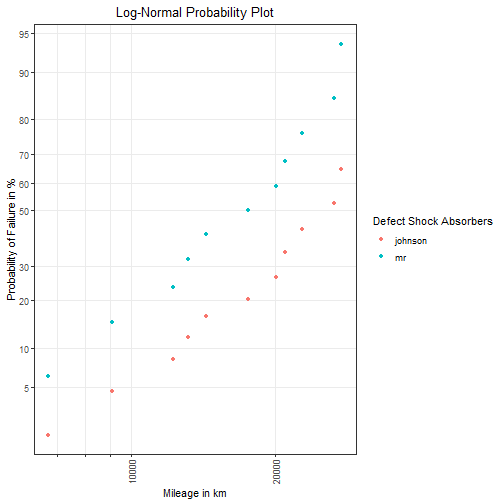 Log-Normal Probability Plot
Probability of Failure in %
95
90
80
70
60
50
30
20
10
5
10000
20000
Mileage in km
Defect Shock Absorbers
johnson
mr